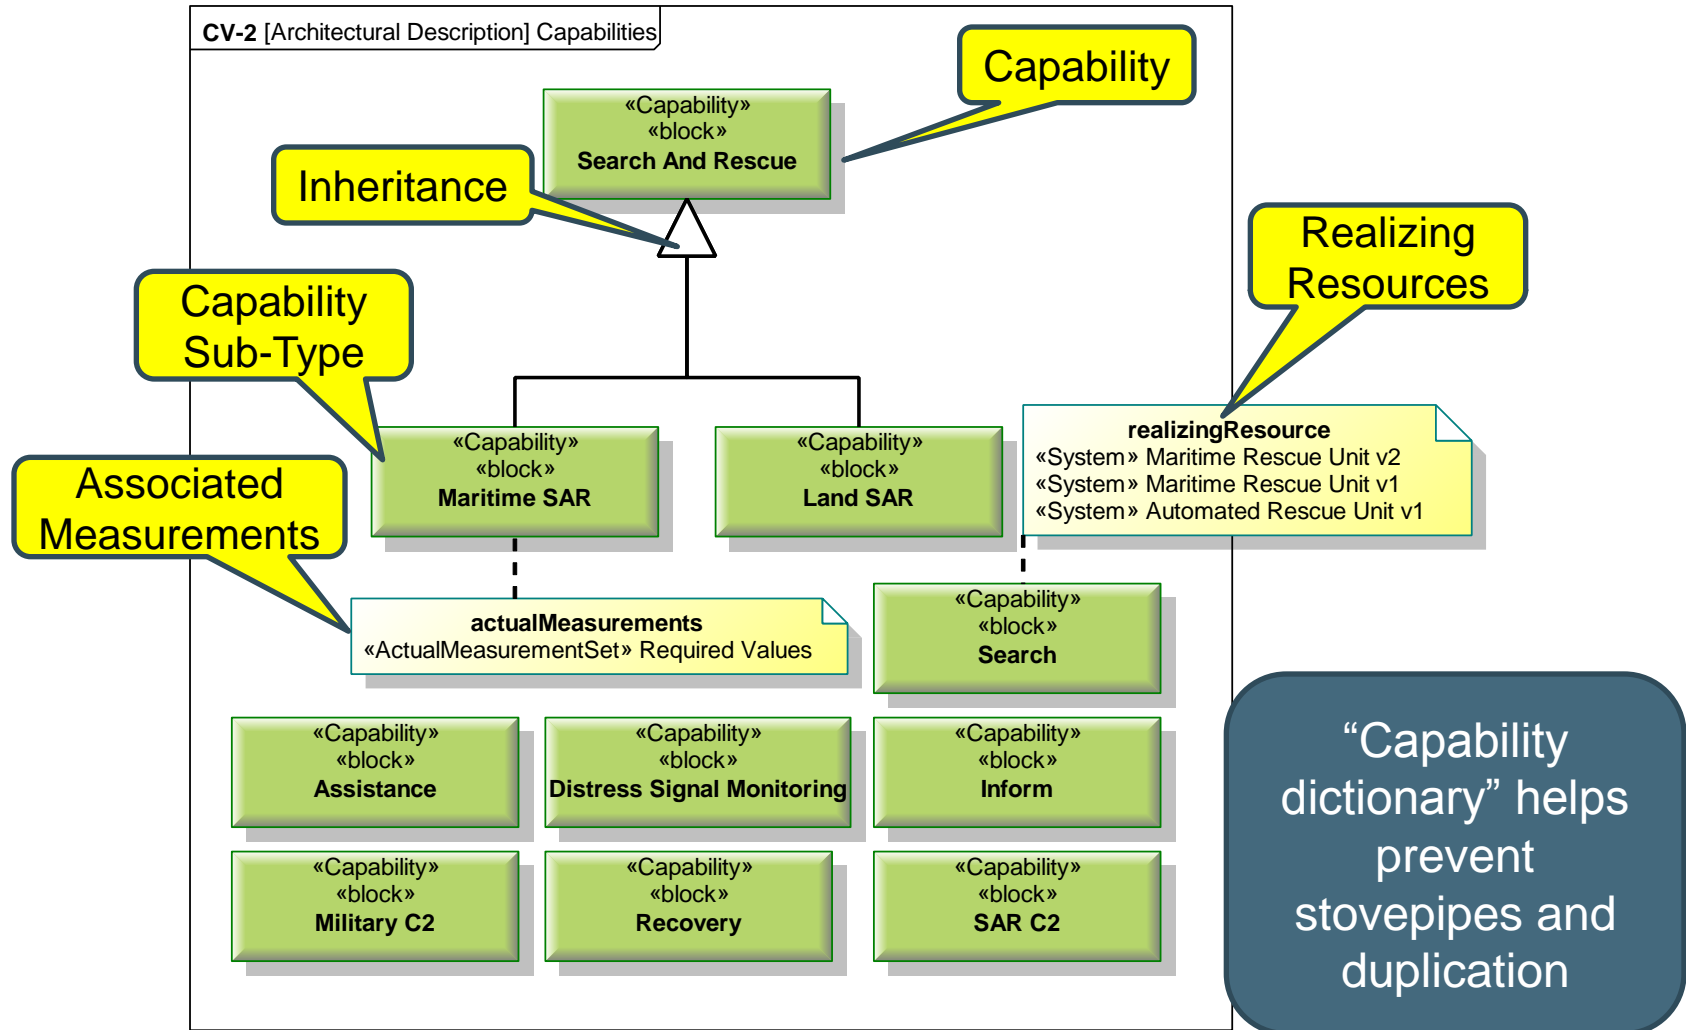 CV-2 [Architectural Description] Capabilities
Capability
«Capability»
«block»
Search And Rescue
Inheritance
Realizing
Resources
Capability
Sub-Type
«Capability»
«block»
Maritime SAR
«Capability»
«block»
Land SAR
realizingResource
«System» Maritime Rescue Unit v2
«System» Maritime Rescue Unit v1
«System» Automated Rescue Unit v1
Associated
Measurements
actualMeasurements
«ActualMeasurementSet» Required Values
«Capability»
«block»
Search
«Capability»
«block»
Assistance
«Capability»
«block»
Distress Signal Monitoring
«Capability»
«block»
Inform
«Capability»
«block»
Military C2
«Capability»
«block»
Recovery
«Capability»
«block»
SAR C2
“Capability
dictionary” helps
prevent
stovepipes and
duplication